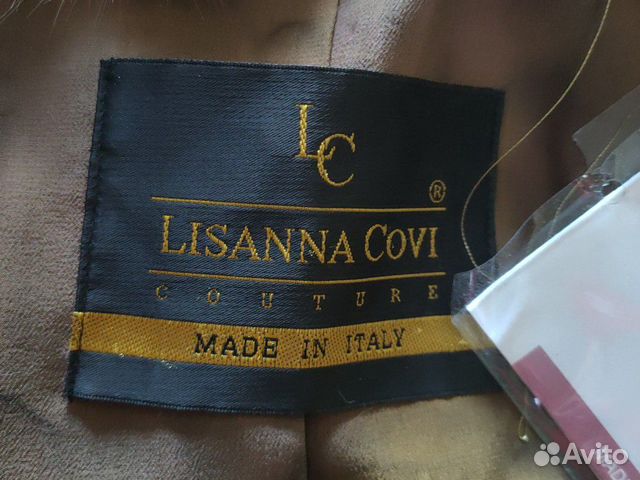 LC
®
LISANNA COVI
COUTURE
MADE IN ITALY
Avito